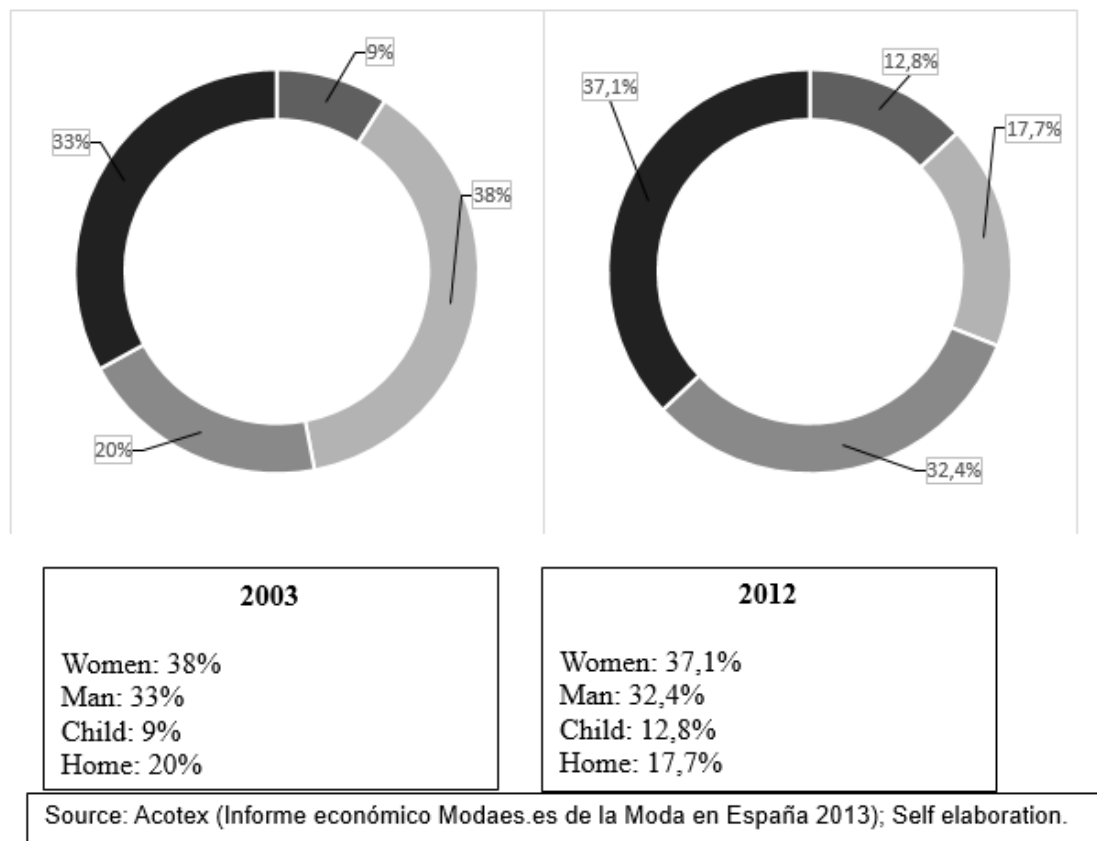 9%
12,8%
37,1%
17,7%
33%
38%
20%
32,4%
2003
Women: 38%
Man: 33%
Child: 9%
Home: 20%
2012
Women: 37,1%
Man: 32,4%
Child: 12,8%
Home: 17,7%
Source: Acotex (Informe económico Modaes.es de la Moda en España 2013); Self elaboration.